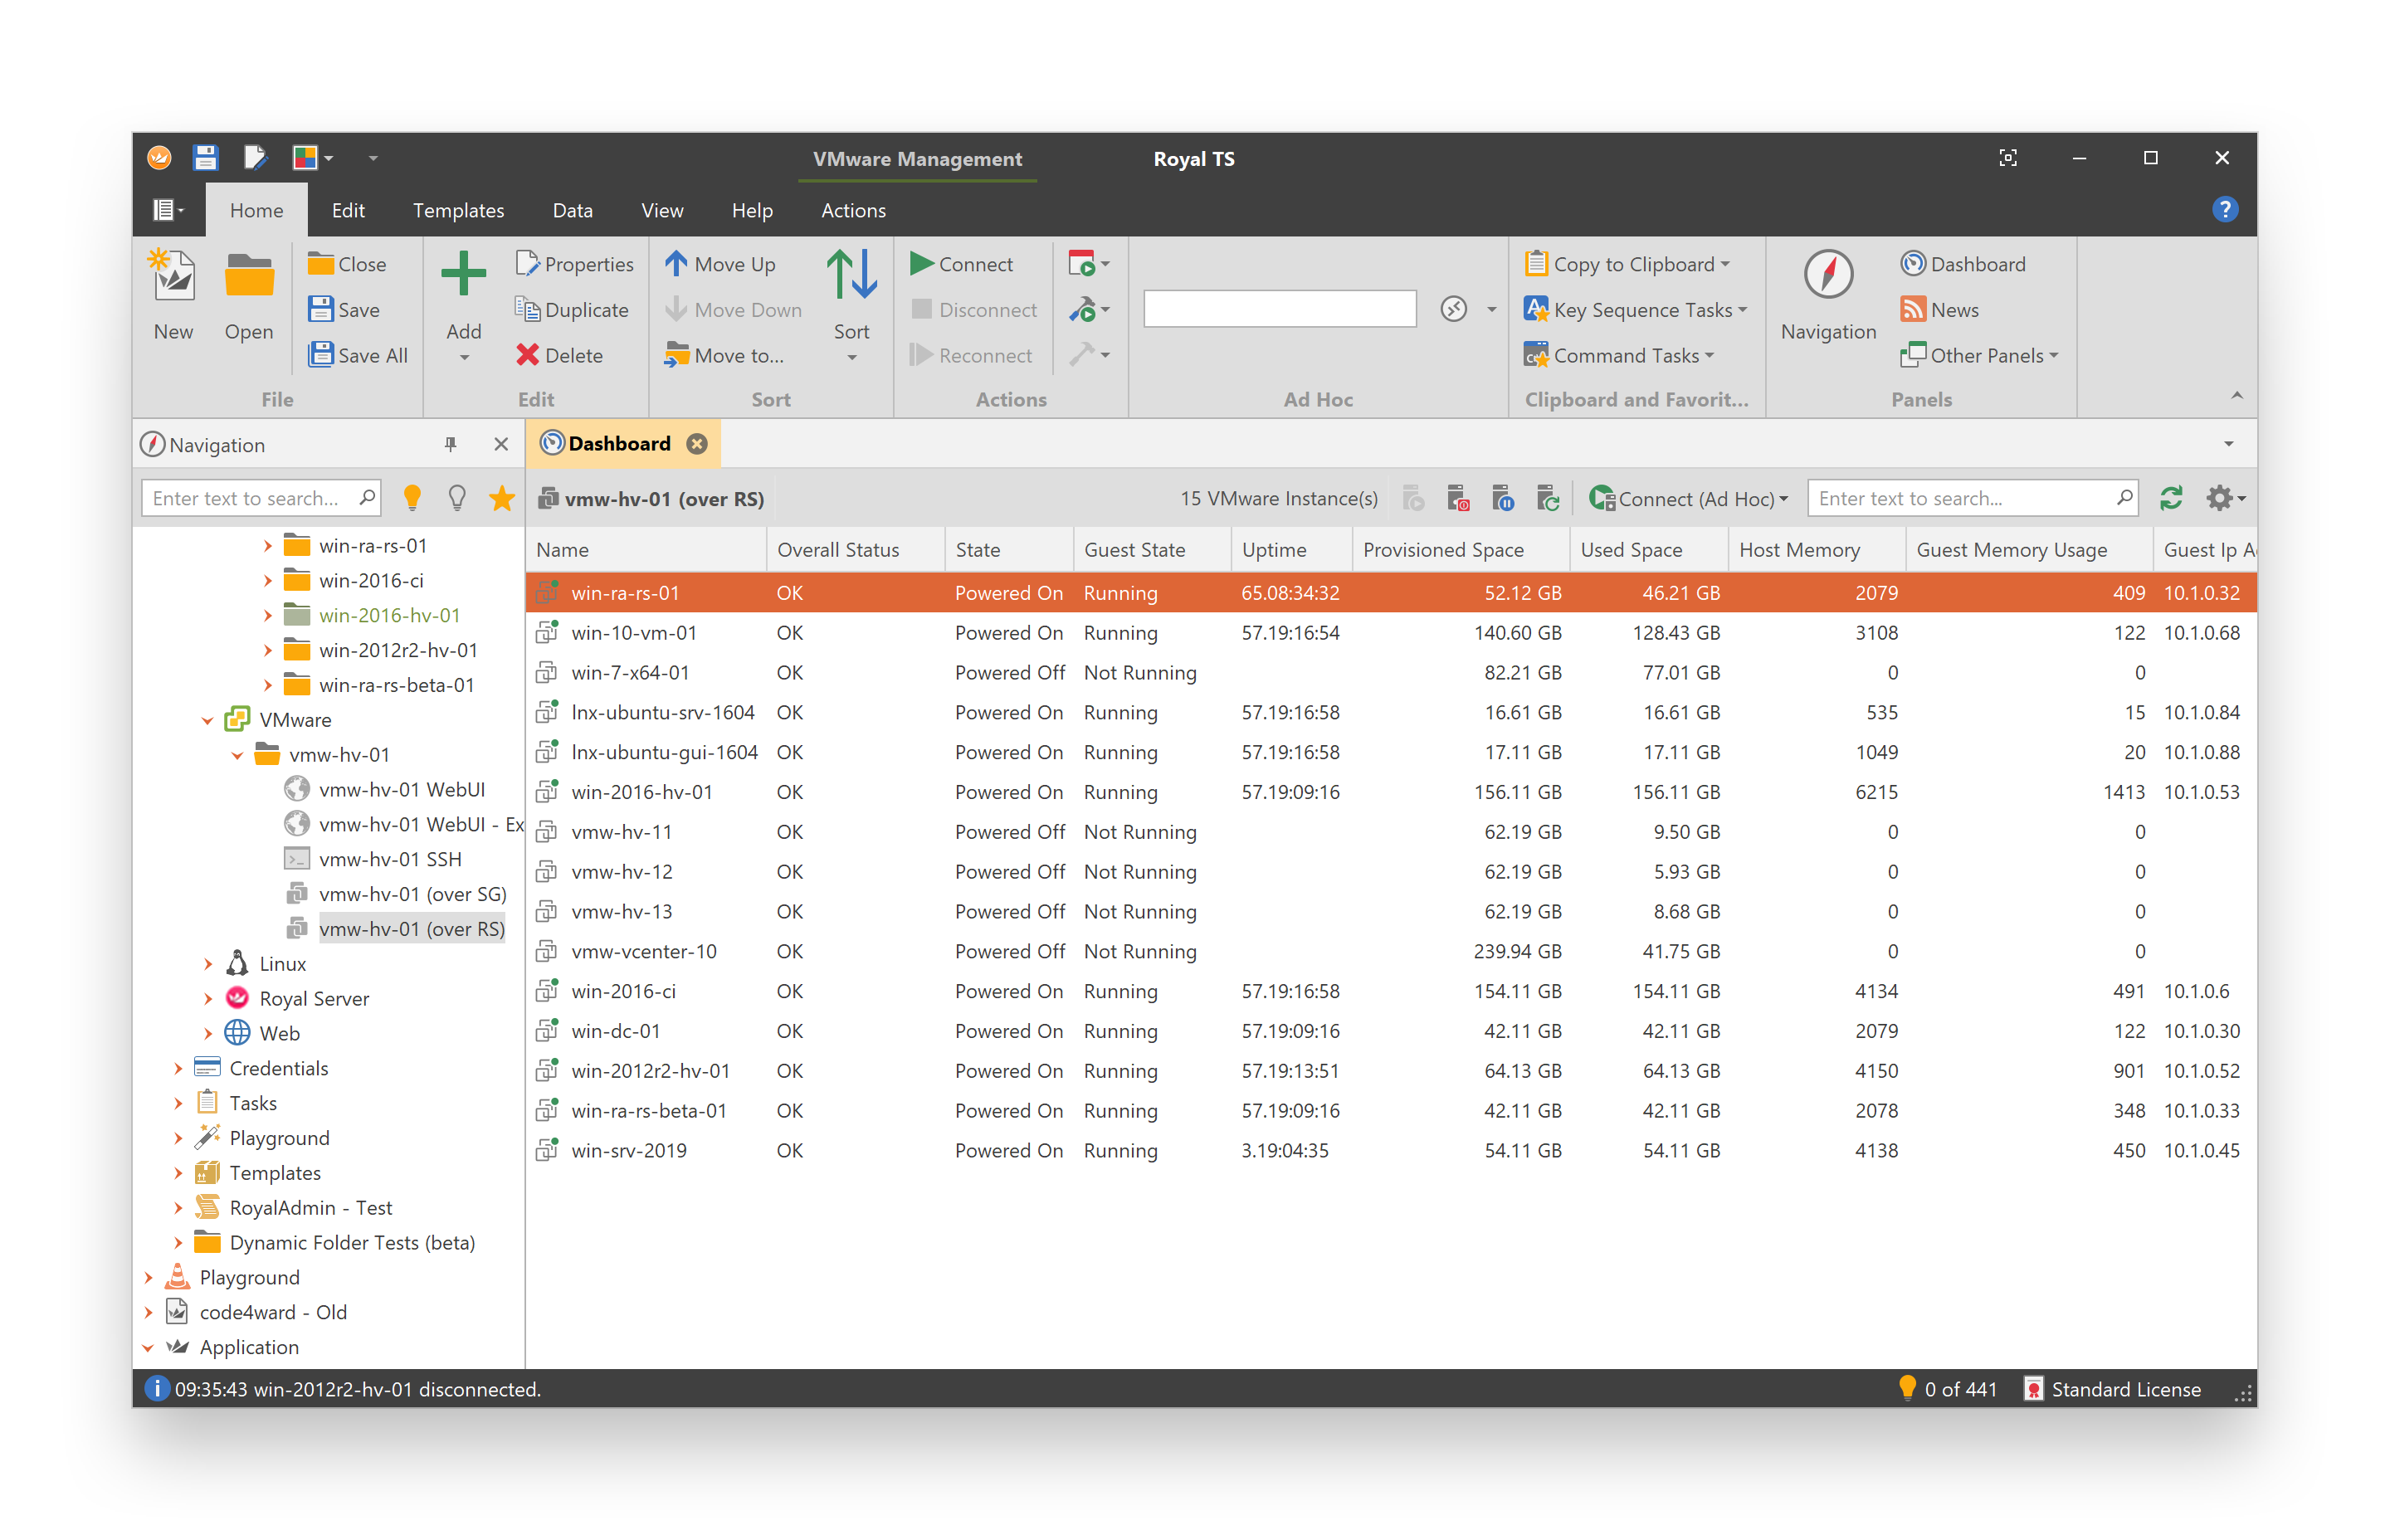 VMware Management Royal TS
Home Edit Templates Data View Help Actions
New Open Close Save Save All
File
Add Properties Duplicate Delete
Edit
Move Up Move Down Move to... Sort
Sort
Connect Disconnect Reconnect
Actions
Ad Hoc
Copy to Clipboard
Key Sequence Tasks
Command Tasks
Clipboard and Favorit...
Navigation Dashboard News Other Panels
Panels
Navigation
Enter text to search...
win-ra-rs-01
win-2016-ci
win-2016-hv-01
win-2012r2-hv-01
win-ra-rs-beta-01
VMware
vmw-hv-01
vmw-hv-01 WebUI
vmw-hv-01 WebUI - Ex
vmw-hv-01 SSH
vmw-hv-01 (over SG)
vmw-hv-01 (over RS)
Linux
Royal Server
Web
Credentials
Tasks
Playground
Templates
RoyalAdmin - Test
Dynamic Folder Tests (beta)
Playground
code4ward - Old
Application
Dashboard
vmw-hv-01 (over RS) 15 VMware Instance(s) Connect (Ad Hoc) Enter text to search...
Name Overall Status State Guest State Uptime Provisioned Space Used Space Host Memory Guest Memory Usage Guest Ip A
win-ra-rs-01 OK Powered On Running 65.08:34:32 52.12 GB 46.21 GB 2079 409 10.1.0.32
win-10-vm-01 OK Powered On Running 57.19:16:54 140.60 GB 128.43 GB 3108 122 10.1.0.68
win-7-x64-01 OK Powered Off Not Running 82.21 GB 77.01 GB 0 0
lnx-ubuntu-srv-1604 OK Powered On Running 57.19:16:58 16.61 GB 16.61 GB 535 15 10.1.0.84
lnx-ubuntu-gui-1604 OK Powered On Running 57.19:16:58 17.11 GB 17.11 GB 1049 20 10.1.0.88
win-2016-hv-01 OK Powered On Running 57.19:09:16 156.11 GB 156.11 GB 6215 1413 10.1.0.53
vmw-hv-11 OK Powered Off Not Running 62.19 GB 9.50 GB 0 0
vmw-hv-12 OK Powered Off Not Running 62.19 GB 5.93 GB 0 0
vmw-hv-13 OK Powered Off Not Running 62.19 GB 8.68 GB 0 0
vmw-vcenter-10 OK Powered Off Not Running 239.94 GB 41.75 GB 0 0
win-2016-ci OK Powered On Running 57.19:16:58 154.11 GB 154.11 GB 4134 491 10.1.0.6
win-dc-01 OK Powered On Running 57.19:09:16 42.11 GB 42.11 GB 2079 122 10.1.0.30
win-2012r2-hv-01 OK Powered On Running 57.19:13:51 64.13 GB 64.13 GB 4150 901 10.1.0.52
win-ra-rs-beta-01 OK Powered On Running 57.19:09:16 42.11 GB 42.11 GB 2078 348 10.1.0.33
win-srv-2019 OK Powered On Running 3.19:04:35 54.11 GB 54.11 GB 4138 450 10.1.0.45
09:35:43 win-2012r2-hv-01 disconnected. 0 of 441 Standard License